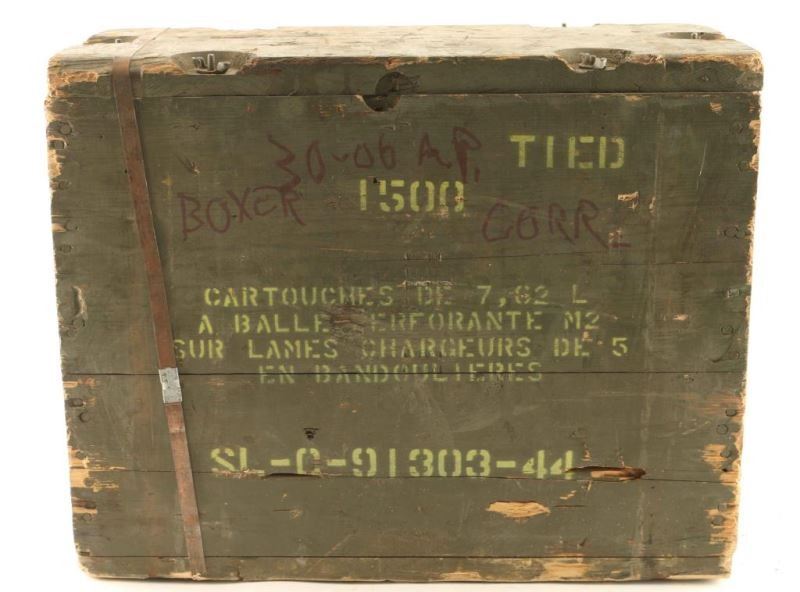 30-06 A.P. TIED
1500
BOXER CORR
CARTOUCHES DE 7,62 L
A BALLE PERFORANTE M2
SUR LAMES CHARGEURS DE 5
EN BANDOULIERES
SL-C-91303-44